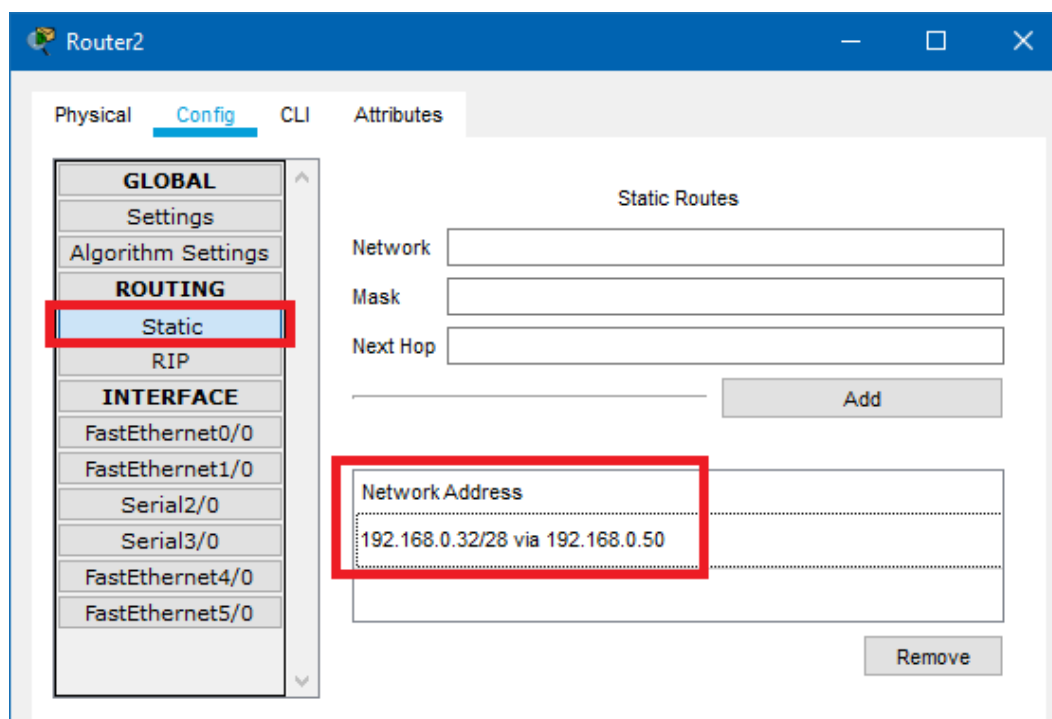 Router2
Physical Config CLI Attributes
GLOBAL
Settings
Algorithm Settings
ROUTING
Static
RIP
INTERFACE
FastEthernet0/0
FastEthernet1/0
Serial2/0
Serial3/0
FastEthernet4/0
FastEthernet5/0
Static Routes
Network
Mask
Next Hop
Add
Network Address
192.168.0.32/28 via 192.168.0.50
Remove